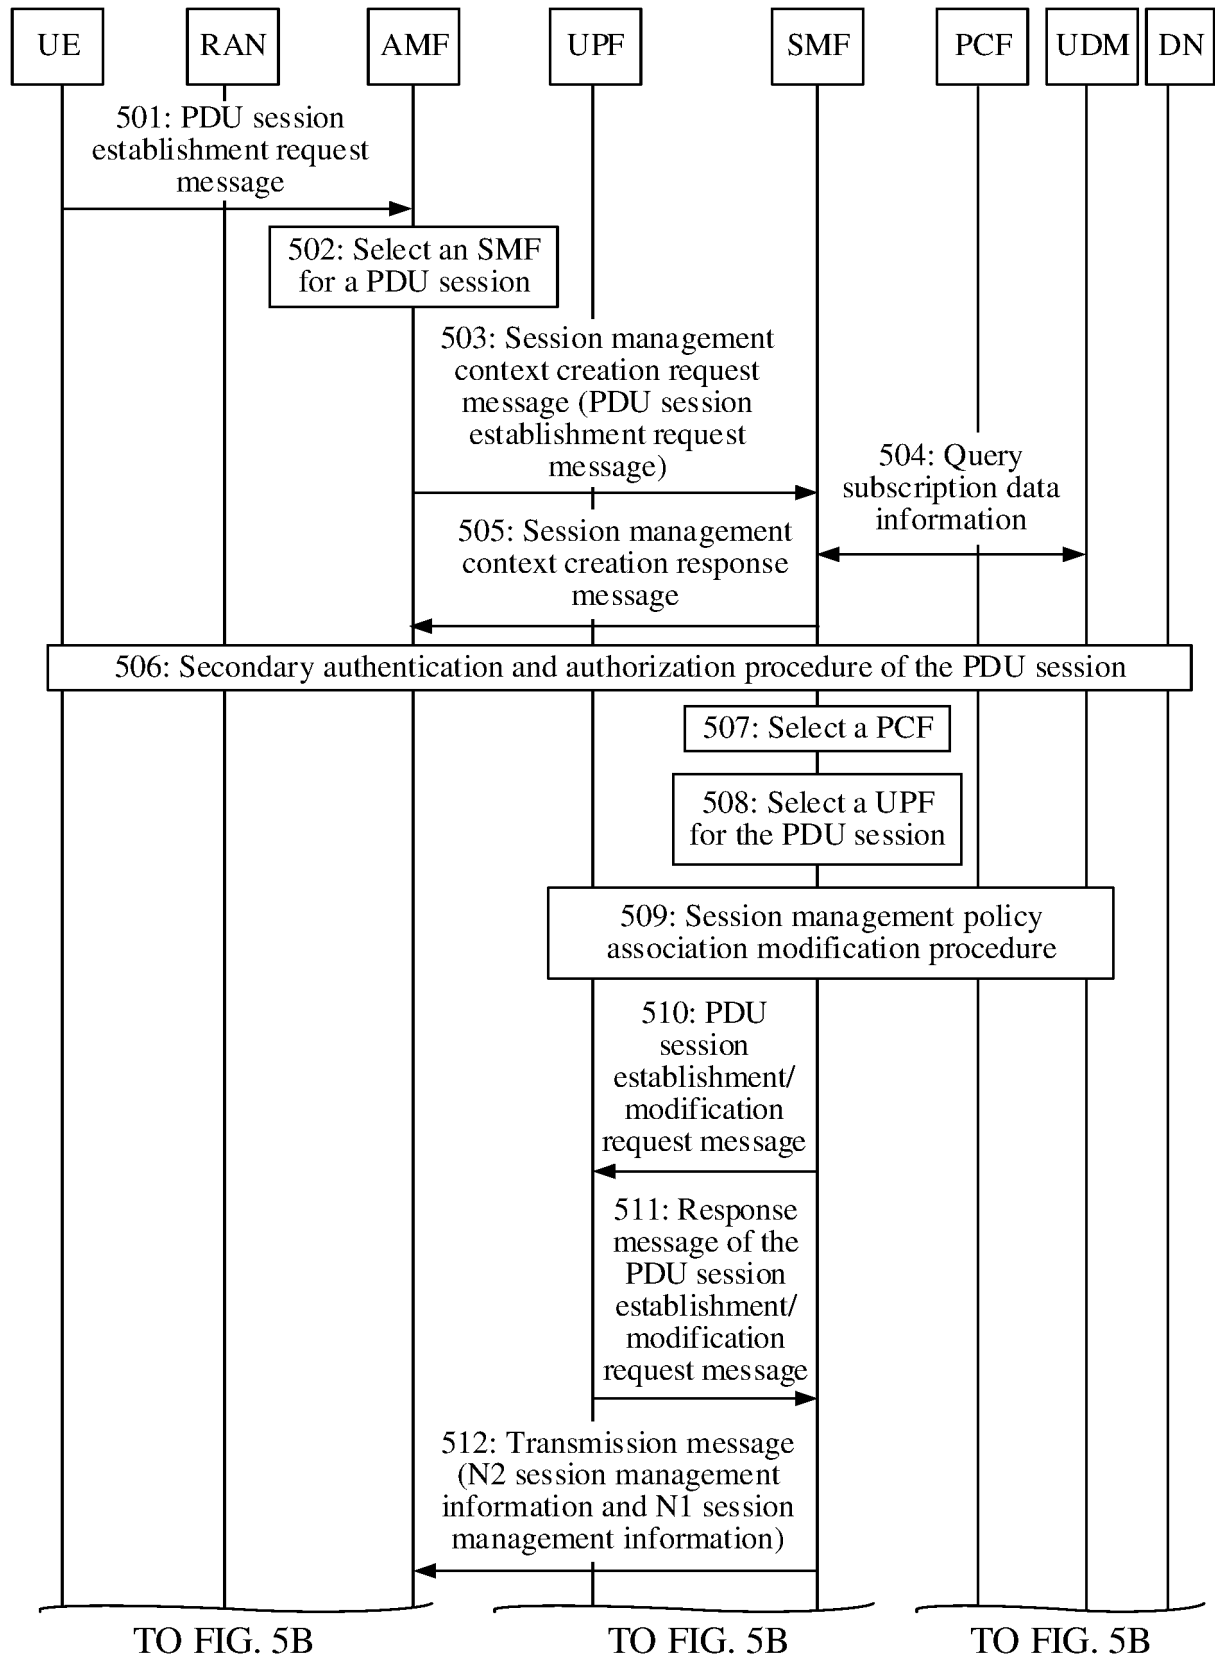 UE
RAN
AMF
UPF
SMF
PCF
UDM
DN
501: PDU session
establishment request
message
502: Select an SMF
for a PDU session
503: Session management
context creation request
message (PDU session
establishment request
message)
504: Query
subscription data
information
505: Session management
context creation response
message
506: Secondary authentication and authorization procedure of the PDU session
507: Select a PCF
508: Select a UPF
for the PDU session
509: Session management policy
association modification procedure
510: PDU
session
establishment/
modification
request message
511: Response
message of the
PDU session
establishment/
modification
request message
512: Transmission message
(N2 session management
information and N1 session
management information)
TO FIG. 5B
TO FIG. 5B
TO FIG. 5B